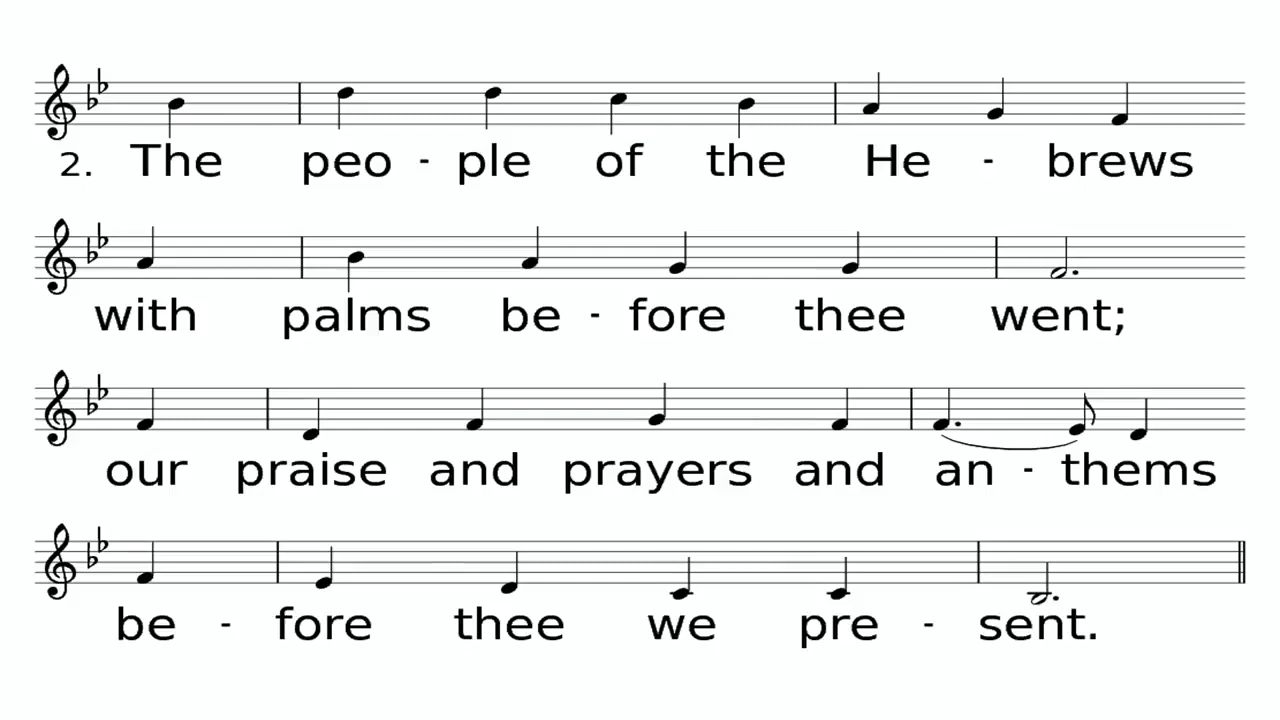 2. The peo - ple of the He - brews
with palms be - fore thee went;
our praise and prayers and an - thems
be - fore thee we pre - sent.